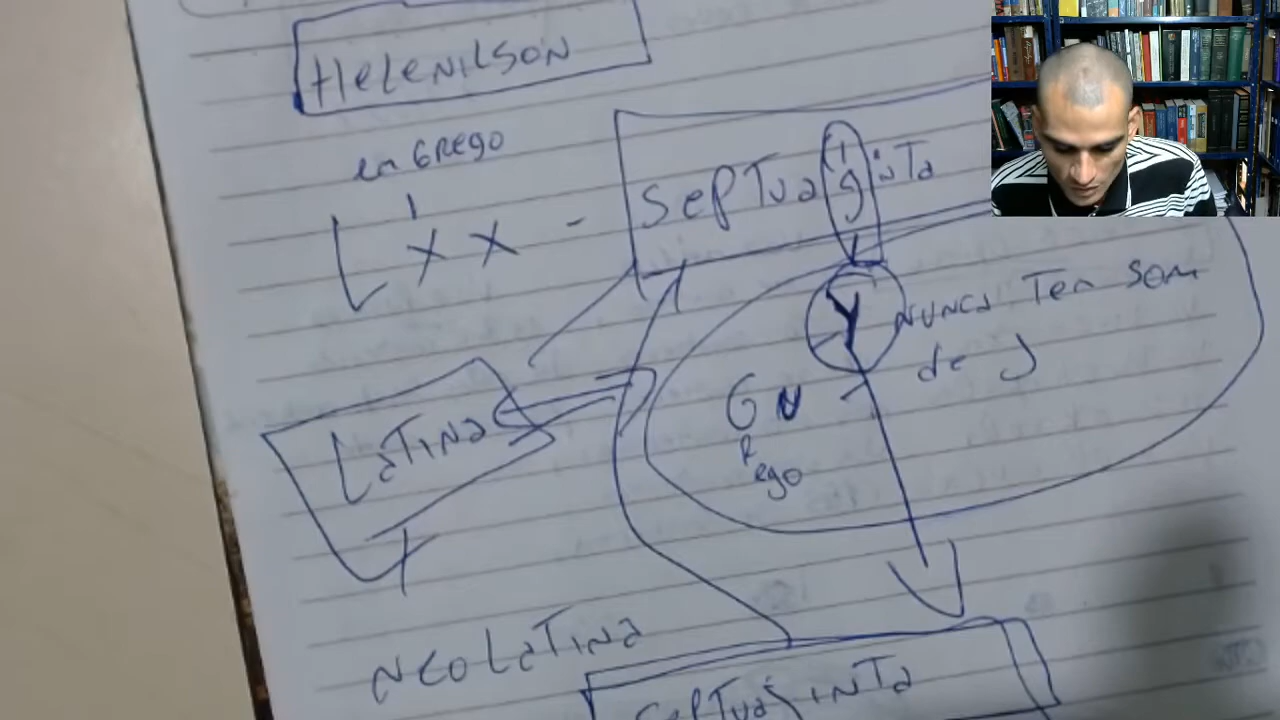 Helenilson
em GREGO
LXX - Septuaginta
Y NUNCA Tem Som
de J
GN
Rego
Latina
NeoLatina
Septuaginta